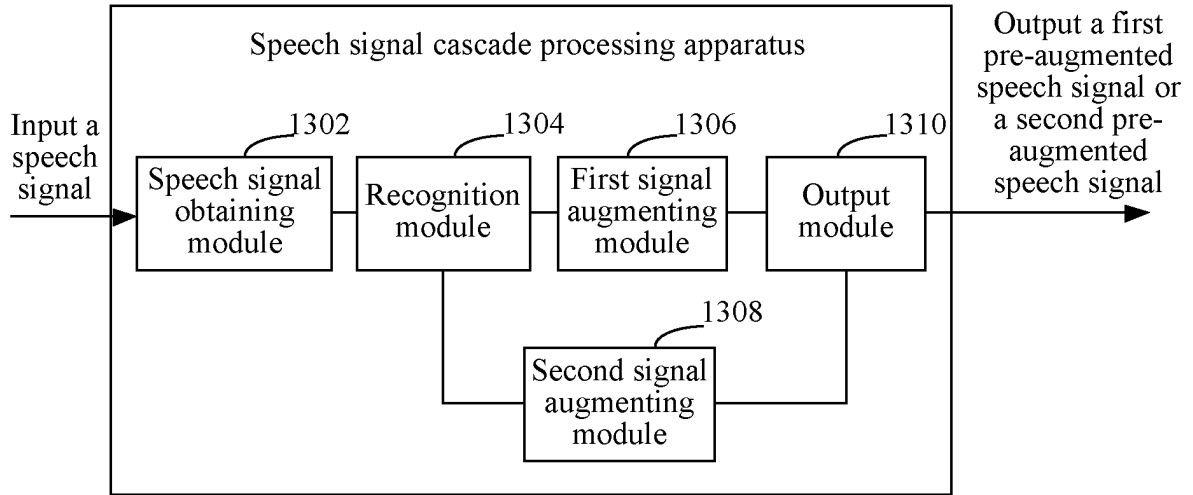 Speech signal cascade processing apparatus
Input a
speech
signal
1302
Speech signal
obtaining
module
1304
Recognition
module
1306
First signal
augmenting
module
1310
Output
module
1308
Second signal
augmenting
module
Output a first
pre-augmented
speech signal or
a second pre-
augmented
speech signal